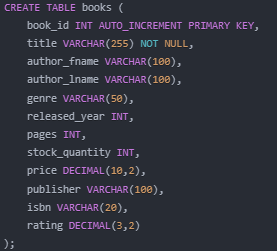 CREATE TABLE books (
    book_id INT AUTO_INCREMENT PRIMARY KEY,
    title VARCHAR(255) NOT NULL,
    author_fname VARCHAR(100),
    author_lname VARCHAR(100),
    genre VARCHAR(50),
    released_year INT,
    pages INT,
    stock_quantity INT,
    price DECIMAL(10,2),
    publisher VARCHAR(100),
    isbn VARCHAR(20),
    rating DECIMAL(3,2)
);